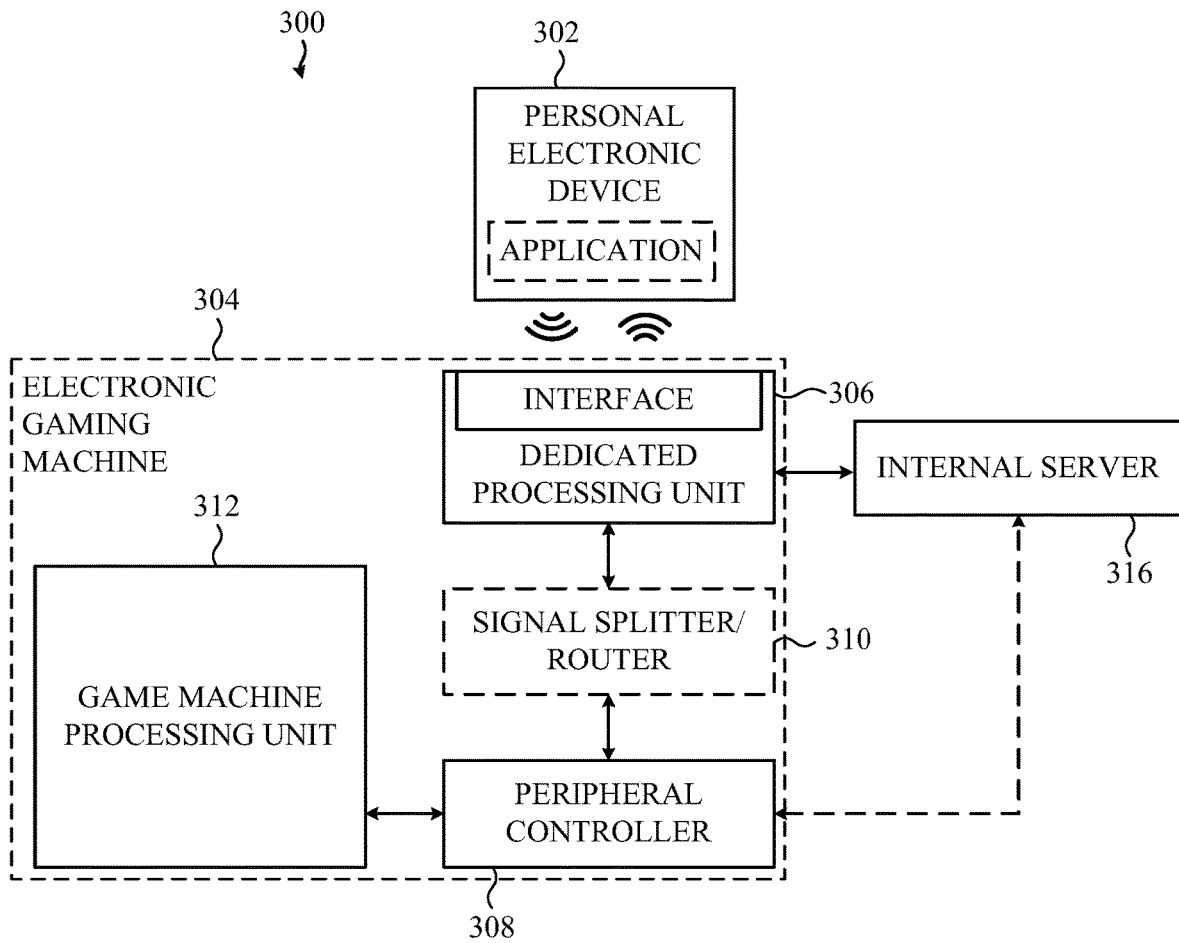 300
302
PERSONAL
ELECTRONIC
DEVICE
APPLICATION
304
ELECTRONIC
GAMING
MACHINE
INTERFACE
306
DEDICATED
PROCESSING UNIT
INTERNAL SERVER
316
312
SIGNAL SPLITTER/
ROUTER
310
GAME MACHINE
PROCESSING UNIT
PERIPHERAL
CONTROLLER
308